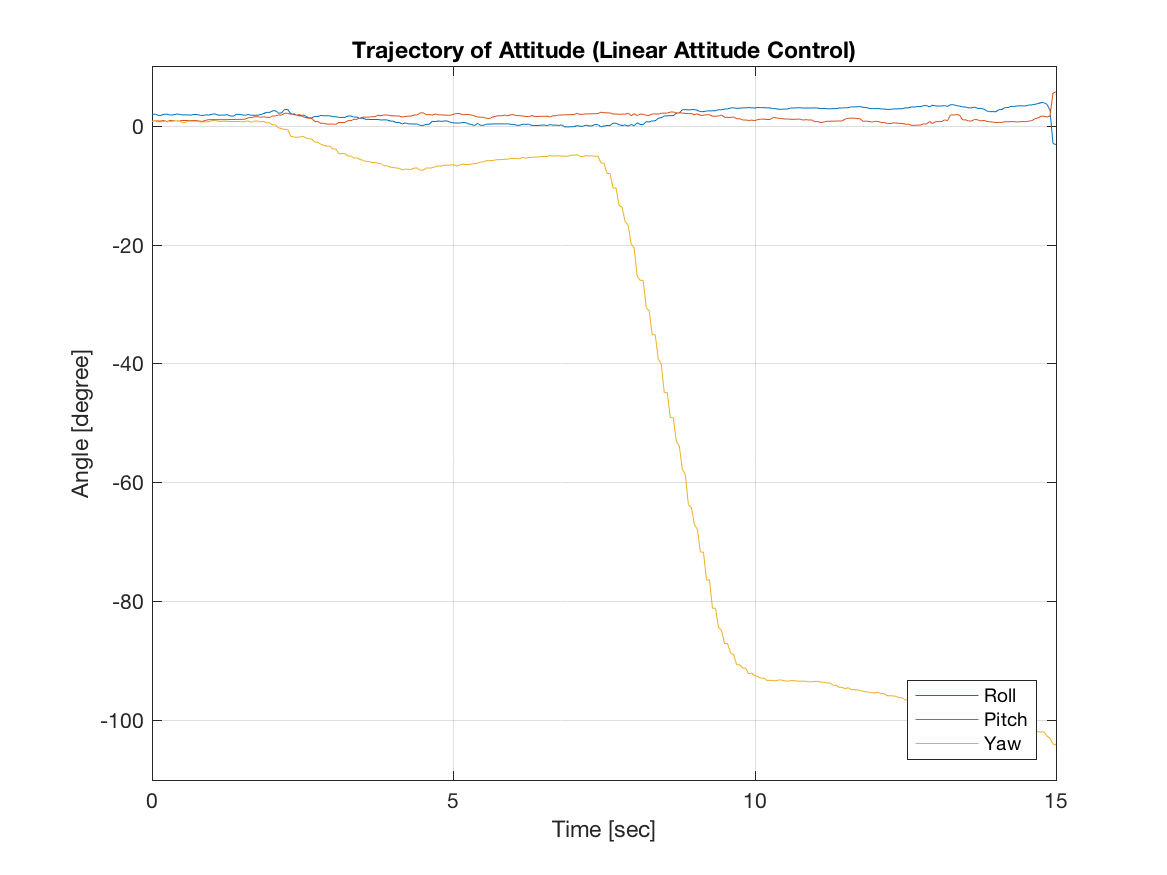 Trajectory of Attitude (Linear Attitude Control)
0
-20
-40
-60
-80
-100
Angle [degree]
Roll
Pitch
Yaw
0 5 10 15
Time [sec]